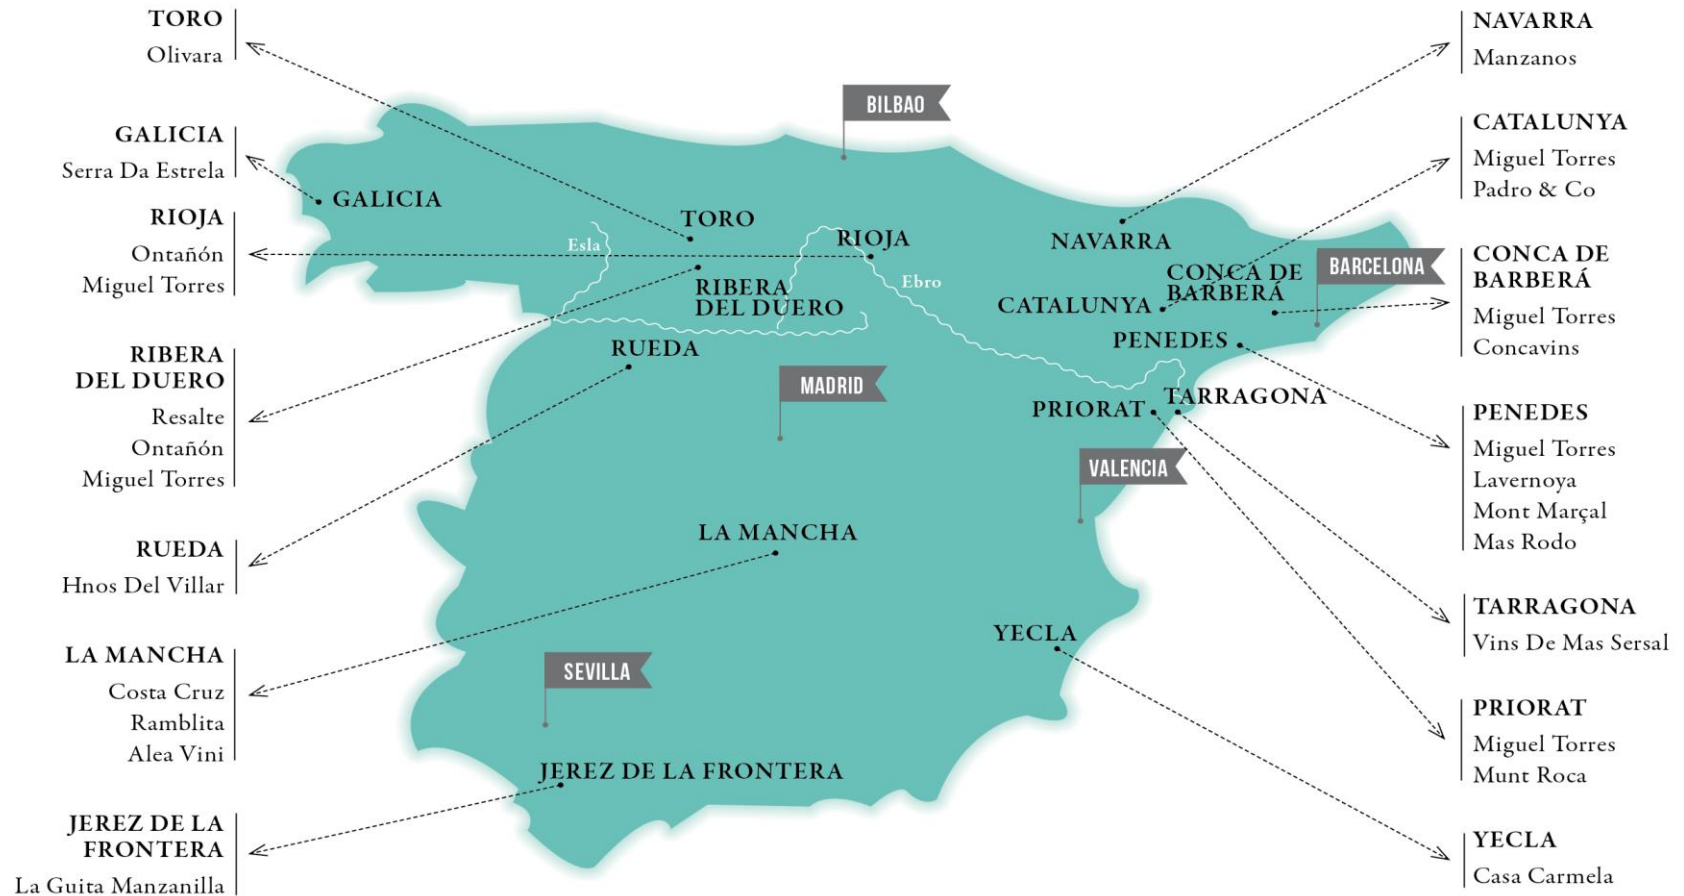 TORO
Olivara
GALICIA
Serra Da Estrela
RIOJA
Ontañón
Miguel Torres
RIBERA
DEL DUERO
Resalte
Ontañón
Miguel Torres
RUEDA
Hnos Del Villar
LA MANCHA
Costa Cruz
Ramblita
Alea Vini
JEREZ DE LA
FRONTERA
La Guita Manzanilla
BILBAO
GALICIA
TORO
Esla
RIOJA
NAVARRA
Ebro
RIBERA
DEL DUERO
CONCA DE
BARBERÁ
BARCELONA
CATALUNYA
PENEDES
RUEDA
MADRID
PRIORAT
TARRAGONA
VALENCIA
LA MANCHA
YECLA
SEVILLA
JEREZ DE LA FRONTERA
NAVARRA
Manzanos
CATALUNYA
Miguel Torres
Padro & Co
CONCA DE
BARBERÁ
Miguel Torres
Concavins
PENEDES
Miguel Torres
Lavernoya
Mont Marçal
Mas Rodo
TARRAGONA
Vins De Mas Sersal
PRIORAT
Miguel Torres
Munt Roca
YECLA
Casa Carmela